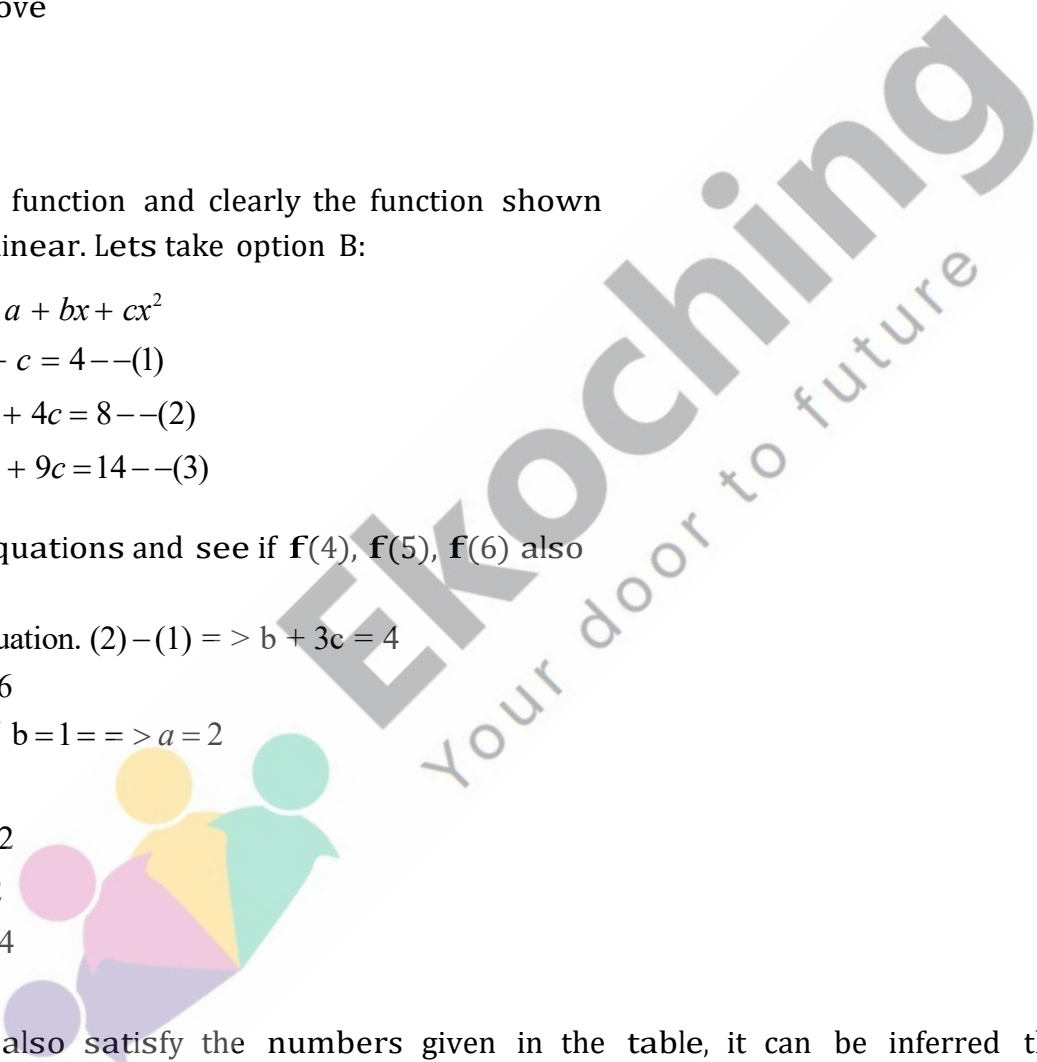 ove
function and clearly the function shown
inear. Lets take option B:
a + bx + cx²
- c = 4 – –(1)
+ 4c = 8 – –(2)
+ 9c = 14 – –(3)
quations and see if f(4), f(5), f(6) also
uation. (2) – (1) = > b + 3c = 4
6
b = 1 = = > a = 2
2
4
also satisfy the numbers given in the table, it can be inferred th
Ekoching
Your door to future